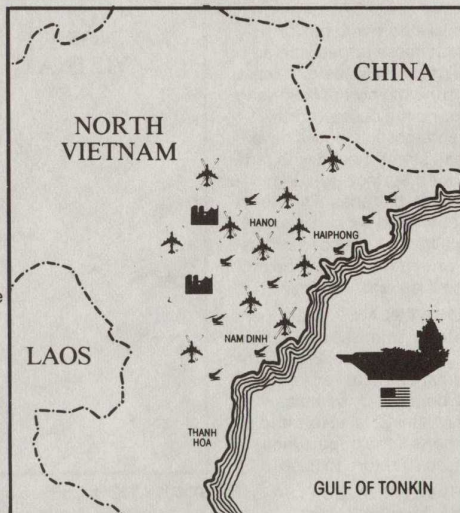 CHINA
NORTH
VIETNAM
HANOI
HAIPHONG
NAM DINH
LAOS
THANH
HOA
GULF OF TONKIN